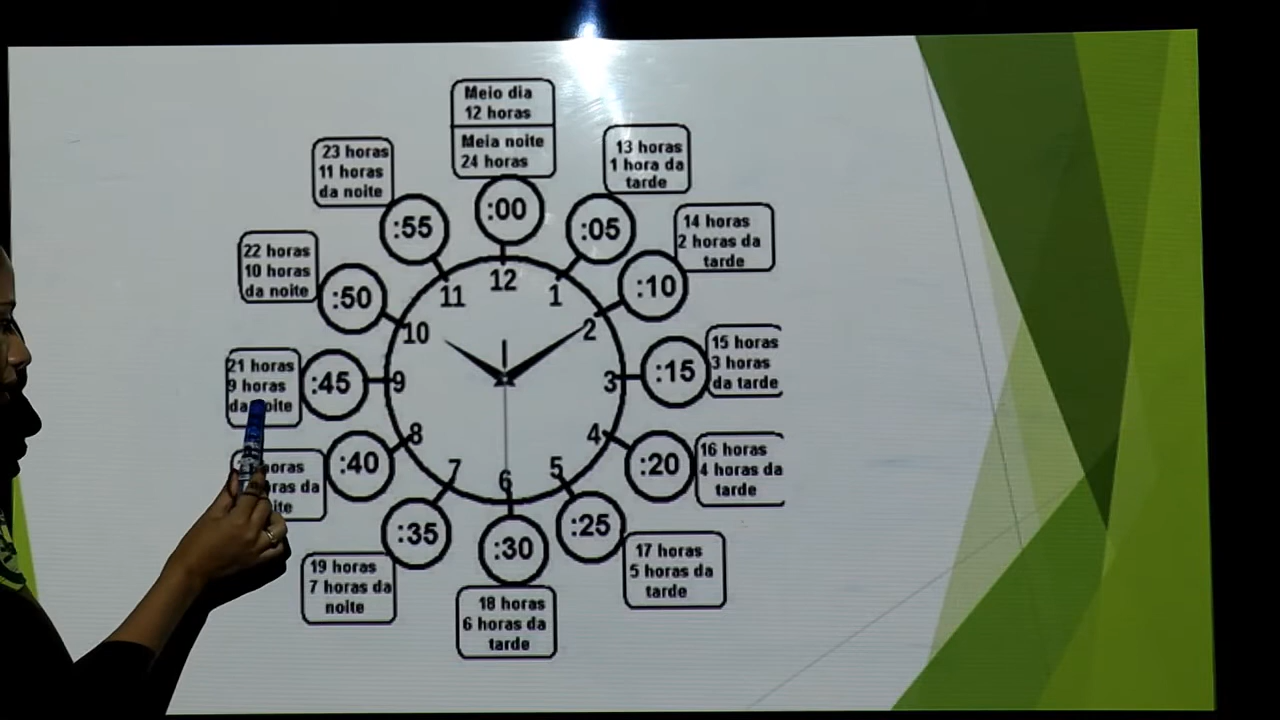 Meio dia
12 horas
Meia noite
24 horas
13 horas
1 hora da
tarde
14 horas
2 horas da
tarde
15 horas
3 horas
da tarde
16 horas
4 horas da
tarde
17 horas
5 horas da
tarde
18 horas
6 horas da
tarde
19 horas
7 horas da
noite
horas
da
21 horas
9 horas
da noite
22 horas
10 horas
da noite
23 horas
11 horas
da noite
:00
:05
:10
:15
:20
:25
:30
:35
:40
:45
:50
:55
12
1
2
3
4
5
6
7
8
9
10
11